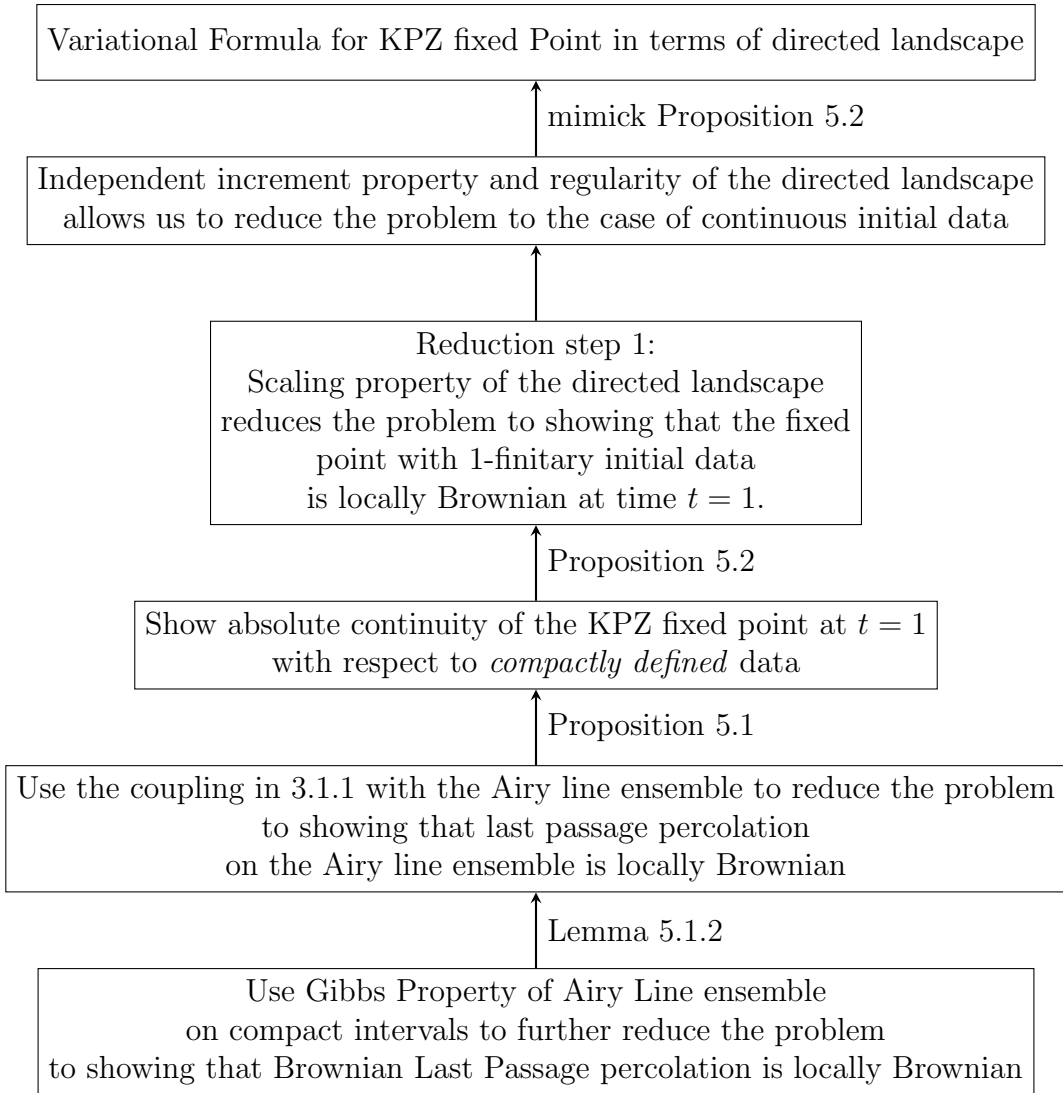 Variational Formula for KPZ fixed Point in terms of directed landscape
mimick Proposition 5.2
Independent increment property and regularity of the directed landscape
allows us to reduce the problem to the case of continuous initial data
Reduction step 1:
Scaling property of the directed landscape
reduces the problem to showing that the fixed
point with 1-finitary initial data
is locally Brownian at time t = 1.
Proposition 5.2
Show absolute continuity of the KPZ fixed point at t = 1
with respect to compactly defined data
Proposition 5.1
Use the coupling in 3.1.1 with the Airy line ensemble to reduce the problem
to showing that last passage percolation
on the Airy line ensemble is locally Brownian
Lemma 5.1.2
Use Gibbs Property of Airy Line ensemble
on compact intervals to further reduce the problem
to showing that Brownian Last Passage percolation is locally Brownian